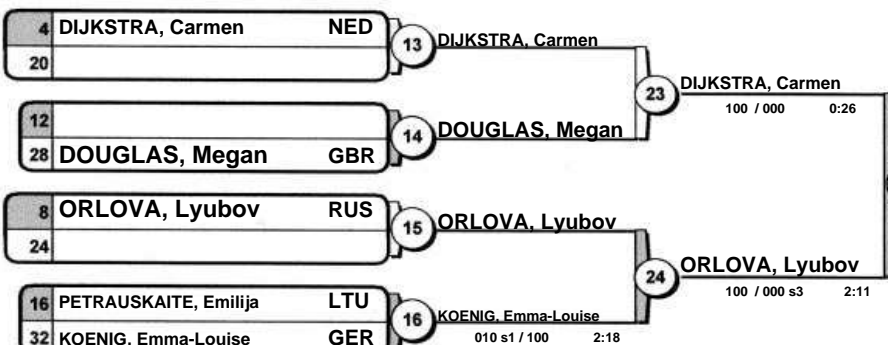 4 DIJKSTRA, Carmen NED
20
13
DIJKSTRA, Carmen
23
DIJKSTRA, Carmen
100 / 000 0:26
12
28 DOUGLAS, Megan GBR
14
DOUGLAS, Megan
8 ORLOVA, Lyubov RUS
24
15
ORLOVA, Lyubov
24
ORLOVA, Lyubov
100 / 000 s3 2:11
16 PETRAUSKAITE, Emilija LTU
32 KOENIG, Emma-Louise GER
16
KOENIG, Emma-Louise
010 s1 / 100 2:18